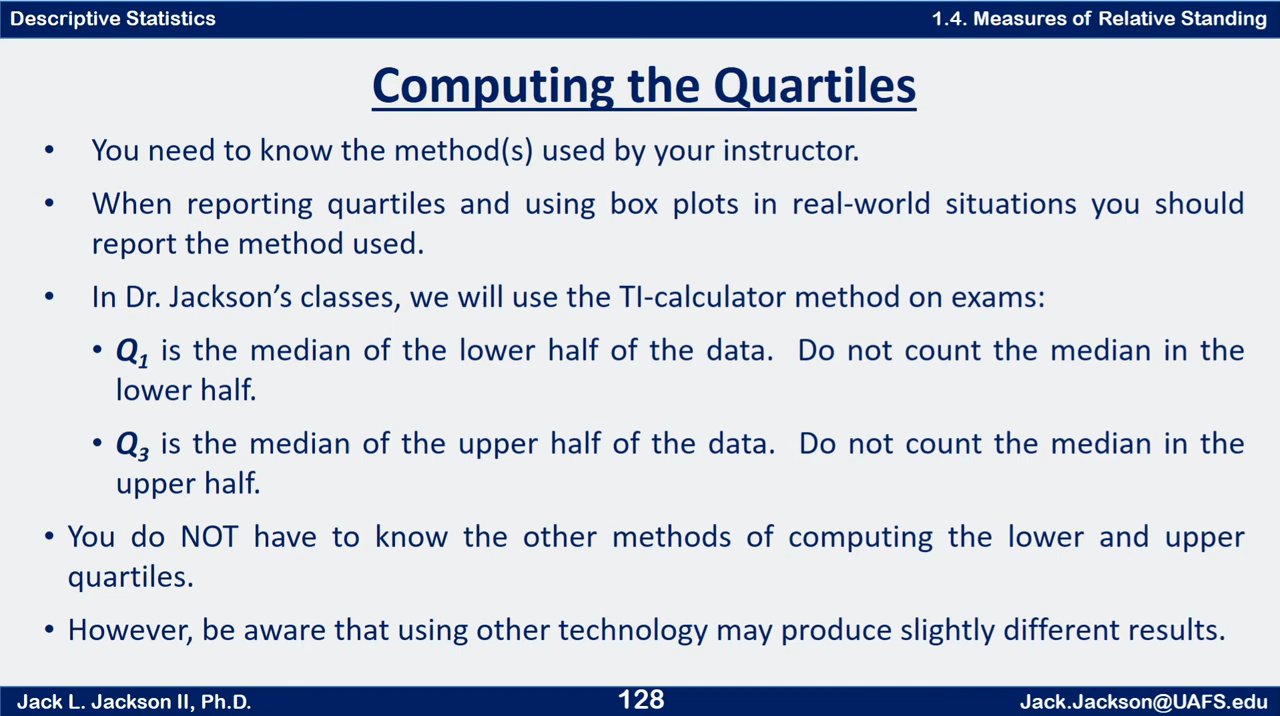 Descriptive Statistics
1.4. Measures of Relative Standing
Computing the Quartiles
• You need to know the method(s) used by your instructor.
• When reporting quartiles and using box plots in real-world situations you should
report the method used.
• In Dr. Jackson’s classes, we will use the TI-calculator method on exams:
• Q1 is the median of the lower half of the data. Do not count the median in the
lower half.
• Q3 is the median of the upper half of the data. Do not count the median in the
upper half.
• You do NOT have to know the other methods of computing the lower and upper
quartiles.
• However, be aware that using other technology may produce slightly different results.
Jack L. Jackson II, Ph.D.
128
Jack.Jackson@UAFS.edu